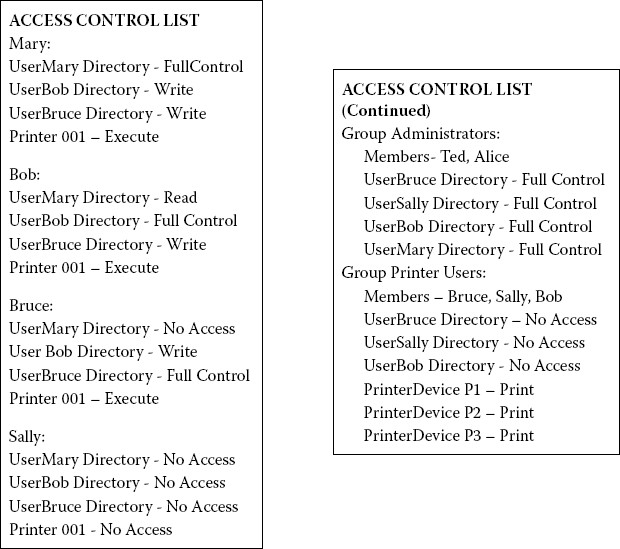 ACCESS CONTROL LIST
Mary:
UserMary Directory - FullControl
UserBob Directory - Write
UserBruce Directory - Write
Printer 001 – Execute
Bob:
UserMary Directory - Read
UserBob Directory - Full Control
UserBruce Directory - Write
Printer 001 – Execute
Bruce:
UserMary Directory - No Access
User Bob Directory - Write
UserBruce Directory - Full Control
Printer 001 – Execute
Sally:
UserMary Directory - No Access
UserBob Directory - No Access
UserBruce Directory - No Access
Printer 001 - No Access
ACCESS CONTROL LIST
(Continued)
Group Administrators:
Members- Ted, Alice
UserBruce Directory - Full Control
UserSally Directory - Full Control
UserBob Directory - Full Control
UserMary Directory - Full Control
Group Printer Users:
Members – Bruce, Sally, Bob
UserBruce Directory – No Access
UserSally Directory - No Access
UserBob Directory - No Access
PrinterDevice P1 – Print
PrinterDevice P2 – Print
PrinterDevice P3 – Print